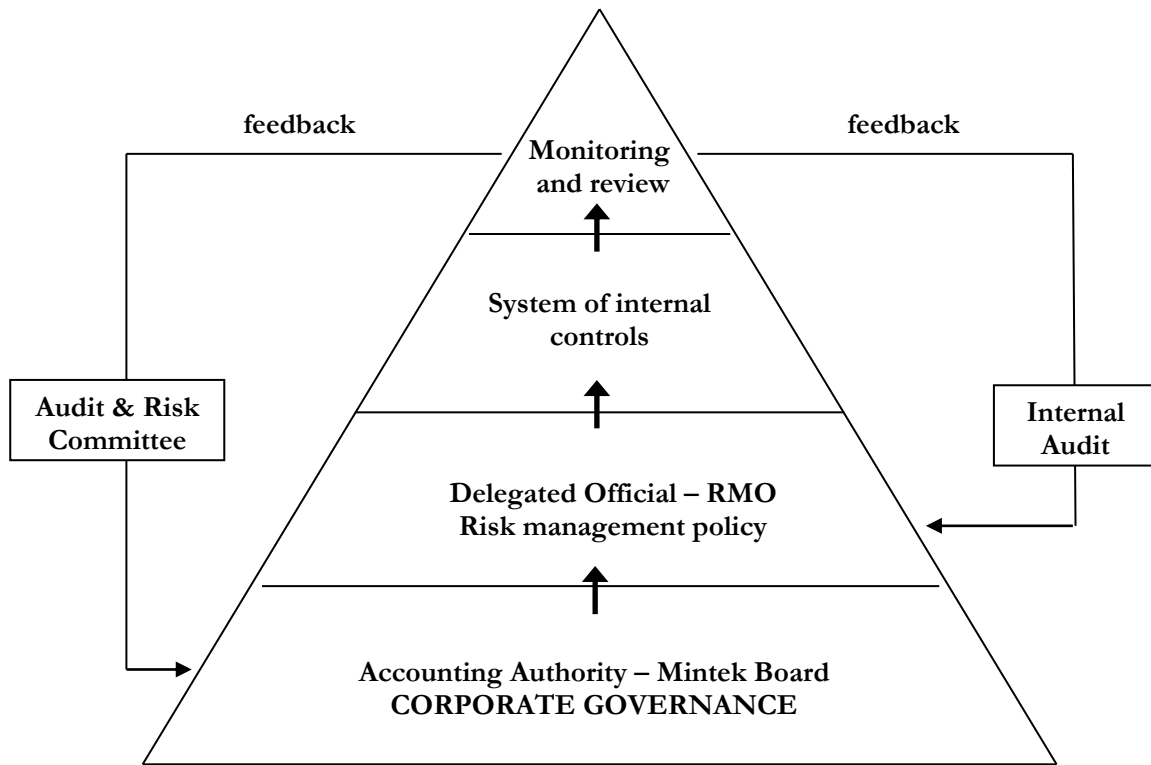 feedback
feedback
Monitoring
and review
System of internal
controls
Audit & Risk
Committee
Internal
Audit
Delegated Official – RMO
Risk management policy
Accounting Authority – Mintek Board
CORPORATE GOVERNANCE